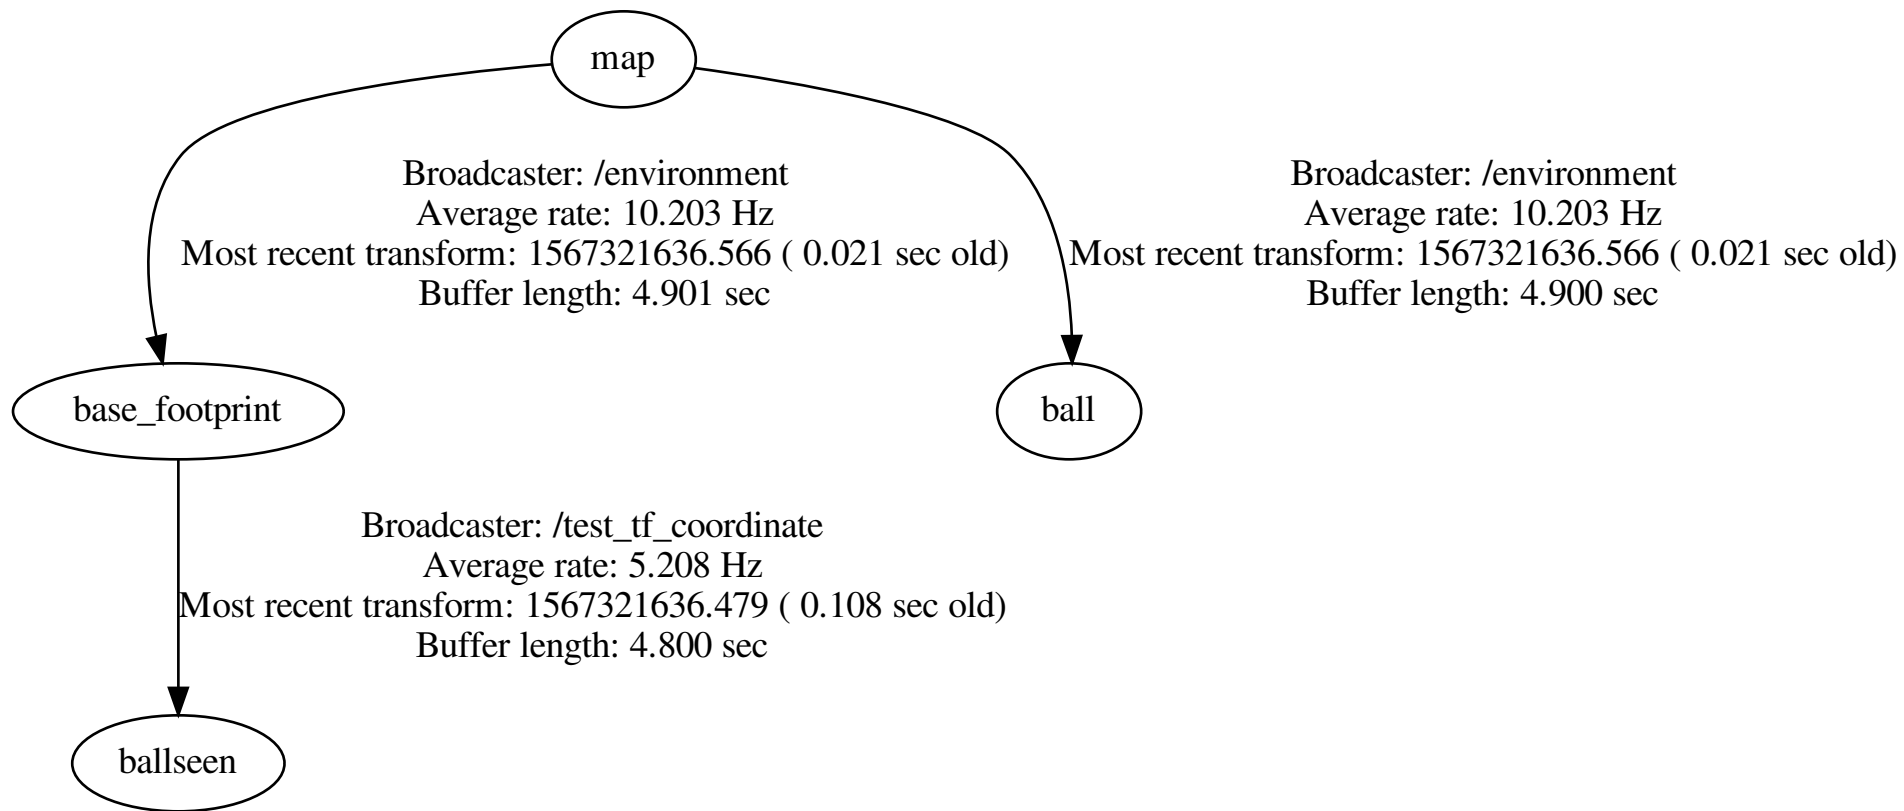 map
Broadcaster: /environment
Average rate: 10.203 Hz
Most recent transform: 1567321636.566 ( 0.021 sec old)
Buffer length: 4.901 sec
Broadcaster: /environment
Average rate: 10.203 Hz
Most recent transform: 1567321636.566 ( 0.021 sec old)
Buffer length: 4.900 sec
base_footprint
ball
Broadcaster: /test_tf_coordinate
Average rate: 5.208 Hz
Most recent transform: 1567321636.479 ( 0.108 sec old)
Buffer length: 4.800 sec
ballseen